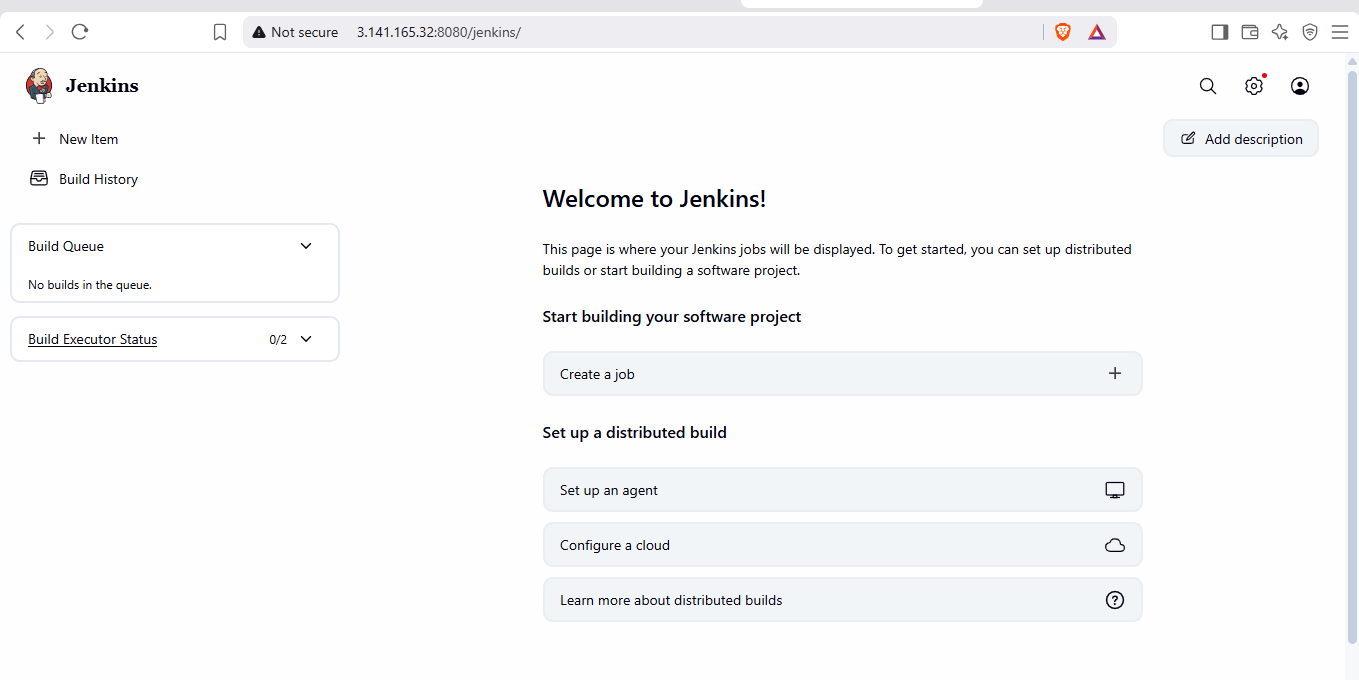 Not secure 3.141.165.32:8080/jenkins/
Jenkins
New Item
Add description
Build History
Build Queue
No builds in the queue.
Build Executor Status 0/2
Welcome to Jenkins!
This page is where your Jenkins jobs will be displayed. To get started, you can set up distributed
builds or start building a software project.
Start building your software project
Create a job
Set up a distributed build
Set up an agent
Configure a cloud
Learn more about distributed builds